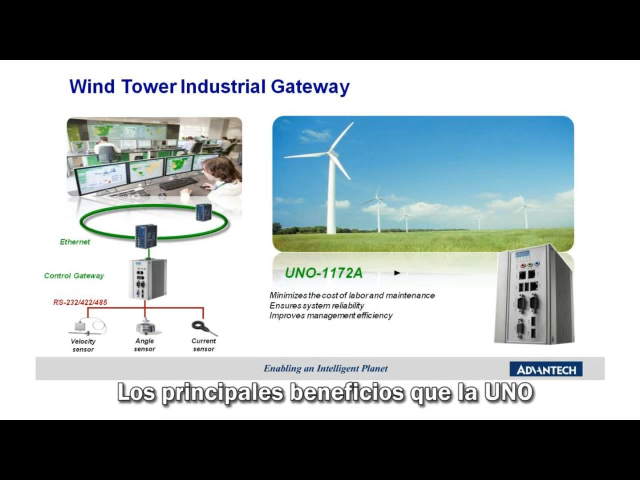 Wind Tower Industrial Gateway
Ethernet
Control Gateway
RS-232/422/485
Velocity
sensor
Angle
sensor
Current
sensor
UNO-1172A
Minimizes the cost of labor and maintenance
Ensures system reliability
Improves management efficiency
Enabling an Intelligent Planet
ADVANTECH
Los principales beneficios que la UNO